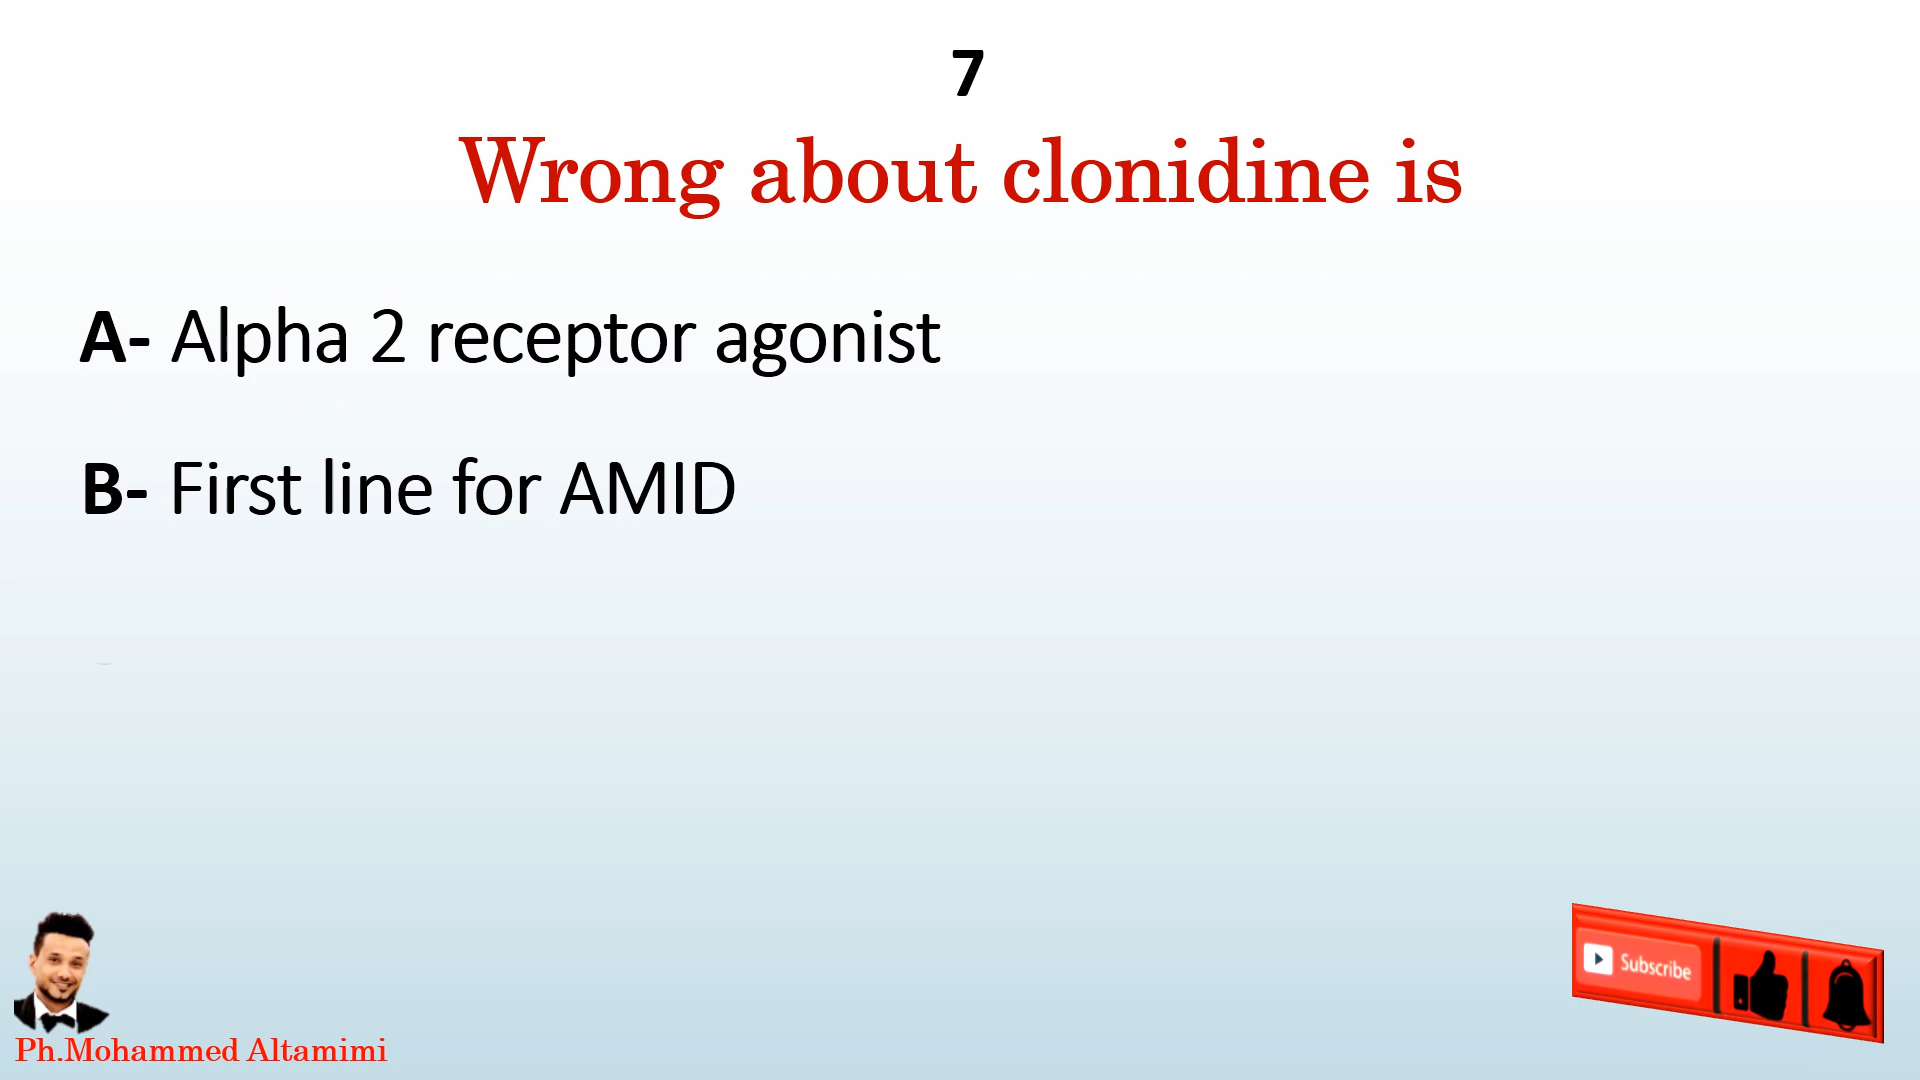 7
Wrong about clonidine is
A- Alpha 2 receptor agonist
B- First line for AMID
Subscribe
Ph.Mohammed Altamimi